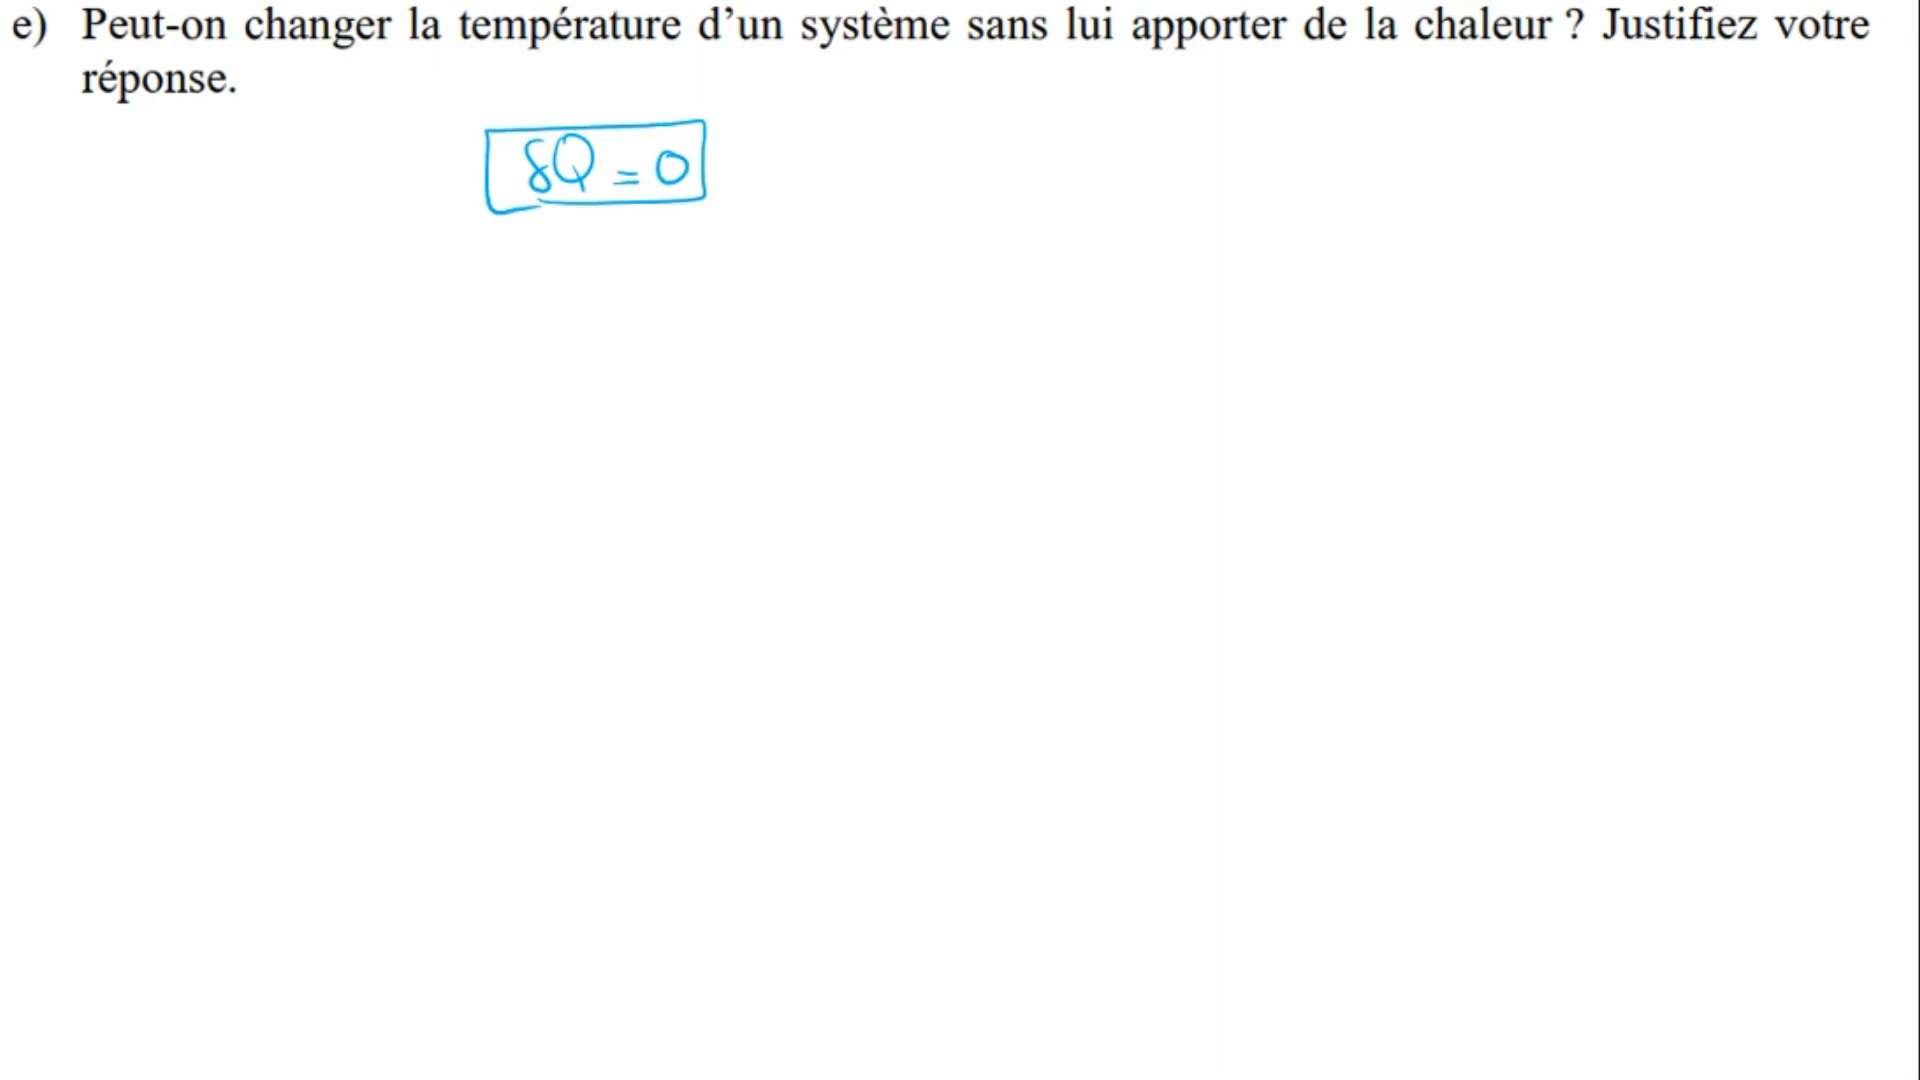 e) Peut-on changer la température d’un système sans lui apporter de la chaleur ? Justifiez votre
réponse.
δQ = 0